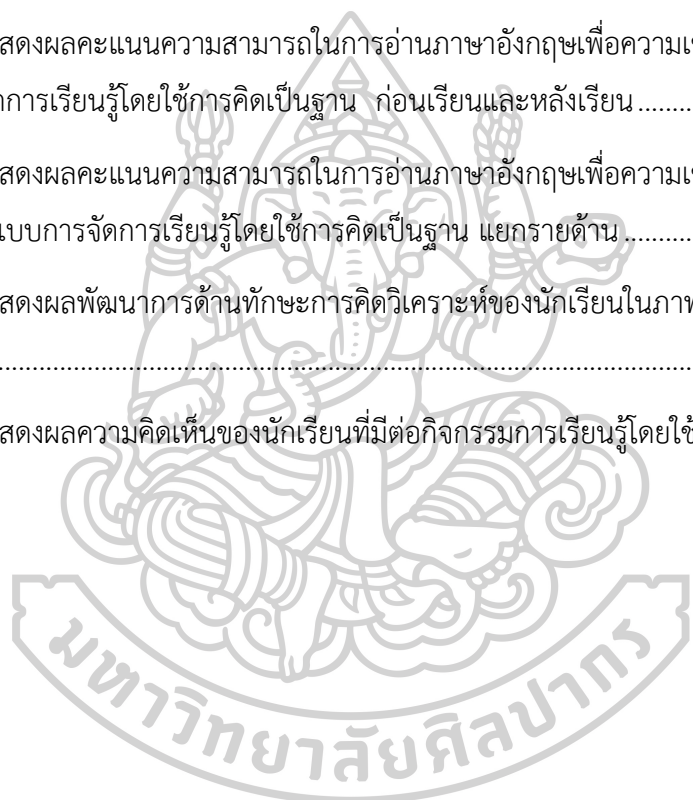 สดงผลคะแนนความสามารถในการอ่านภาษาอังกฤษเพื่อความเ
การเรียนรู้โดยใช้การคิดเป็นฐาน ก่อนเรียนและหลังเรียน ........
สดงผลคะแนนความสามารถในการอ่านภาษาอังกฤษเพื่อความเ
แบบการจัดการเรียนรู้โดยใช้การคิดเป็นฐาน แยกรายด้าน ..........
สดงผลพัฒนาการด้านทักษะการคิดวิเคราะห์ของนักเรียนในภาพ
................................................................................
สดงผลความคิดเห็นของนักเรียนที่มีต่อกิจกรรมการเรียนรู้โดยใช้
มหาวิทยาลัยศิลปากร